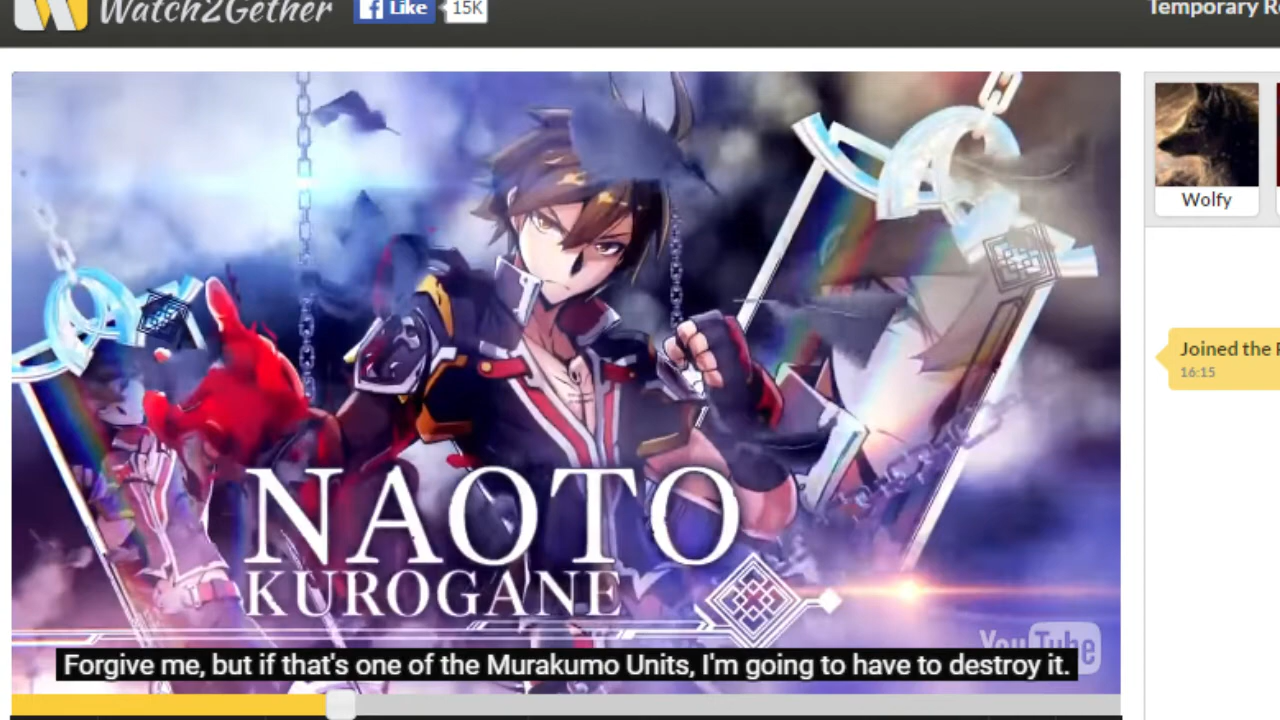 Watch2Gether
Like
15K
Temporary R
Wolfy
Joined the
16:15
NAOTO
KUROGANE
YouTube
Forgive me, but if that's one of the Murakumo Units, I'm going to have to destroy it.